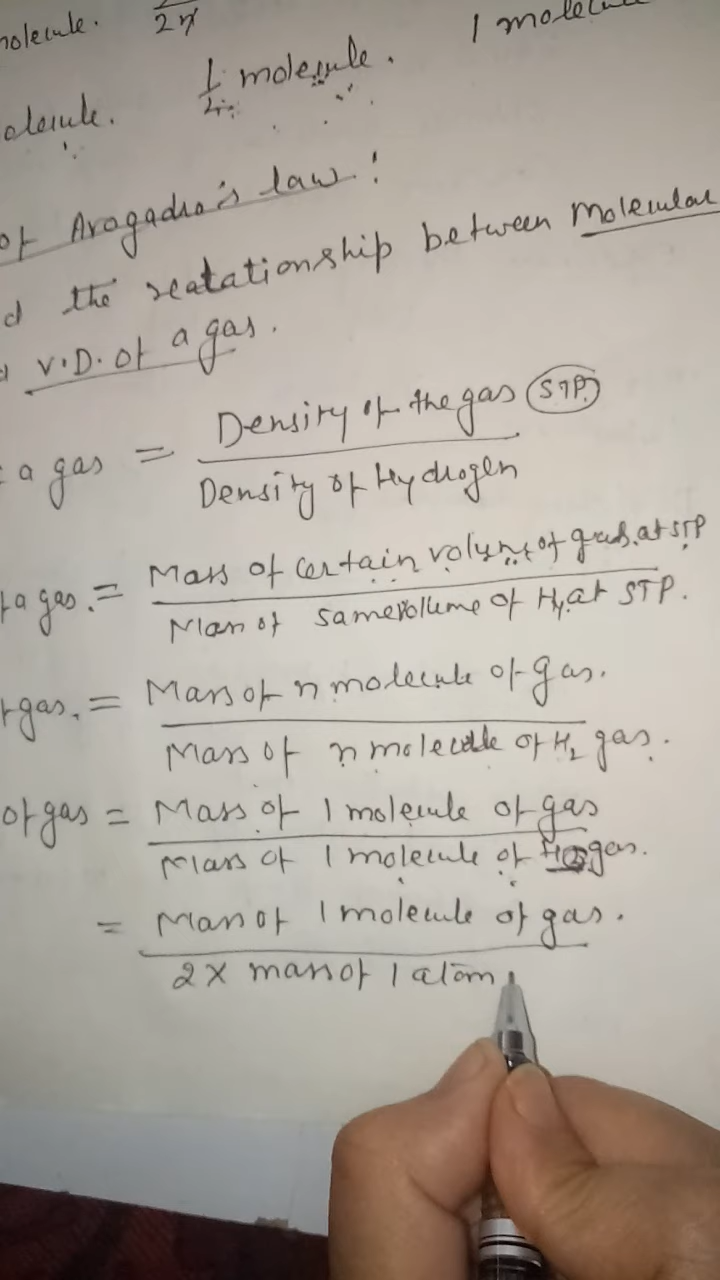 molecule. 2n
1/2 molecule. 1 molecu
olecule.
of Avogadro's law!
d the reatationship between molecular
d V.D. of a gas.
: a gas = Density of the gas (STP)
Density of Hydrogen
f a gas. = Mass of certain volume of gas at STP
Mass of same volume of H₂ at STP.
f gas. = Mass of n molecule of gas.
Mass of n molecule of H₂ gas.
of gas = Mass of 1 molecule of gas
Mass of 1 molecule of gas.
= Mass of 1 molecule of gas.
2 x mass of 1 atom